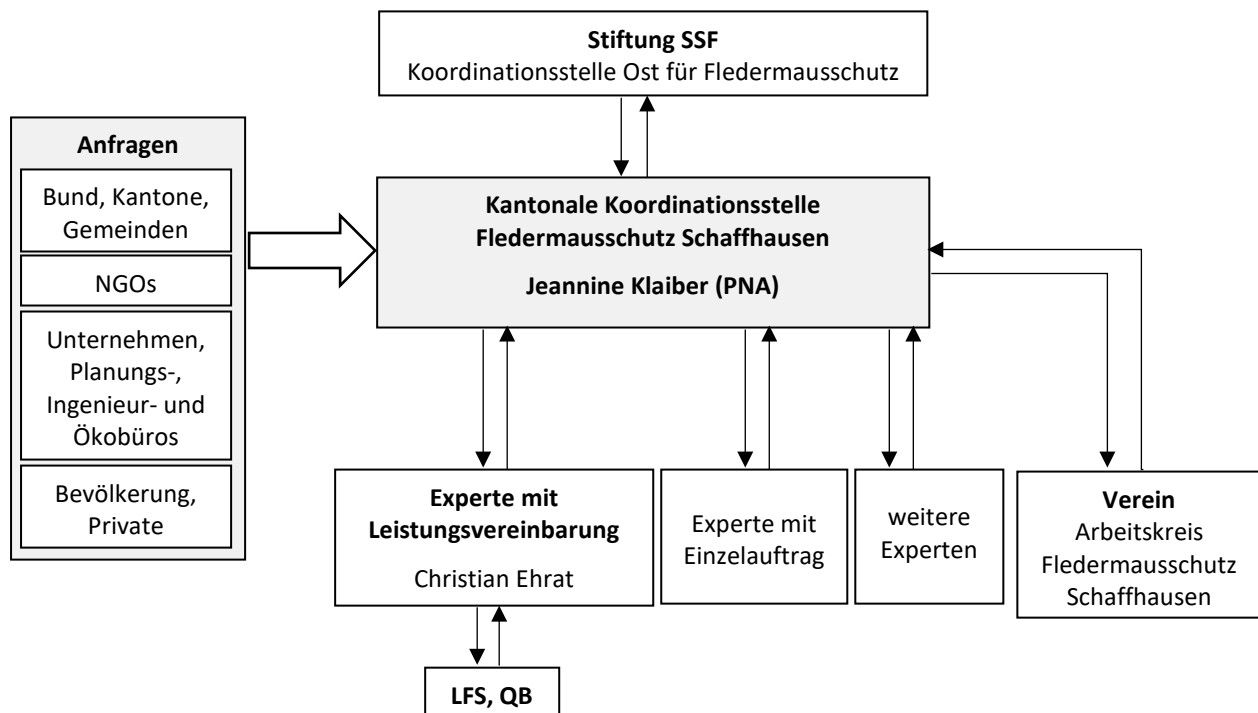 Stiftung SSF
Koordinationsstelle Ost für Fledermausschutz
Anfragen
Bund, Kantone,
Gemeinden
NGOs
Unternehmen,
Planungs-,
Ingenieur- und
Ökobüros
Bevölkerung,
Private
Kantonale Koordinationsstelle
Fledermausschutz Schaffhausen
Jeannine Klaiber (PNA)
Experte mit
Leistungsvereinbarung
Christian Ehrat
Experte mit
Einzelauftrag
weitere
Experten
Verein
Arbeitskreis
Fledermausschutz
Schaffhausen
LFS, QB